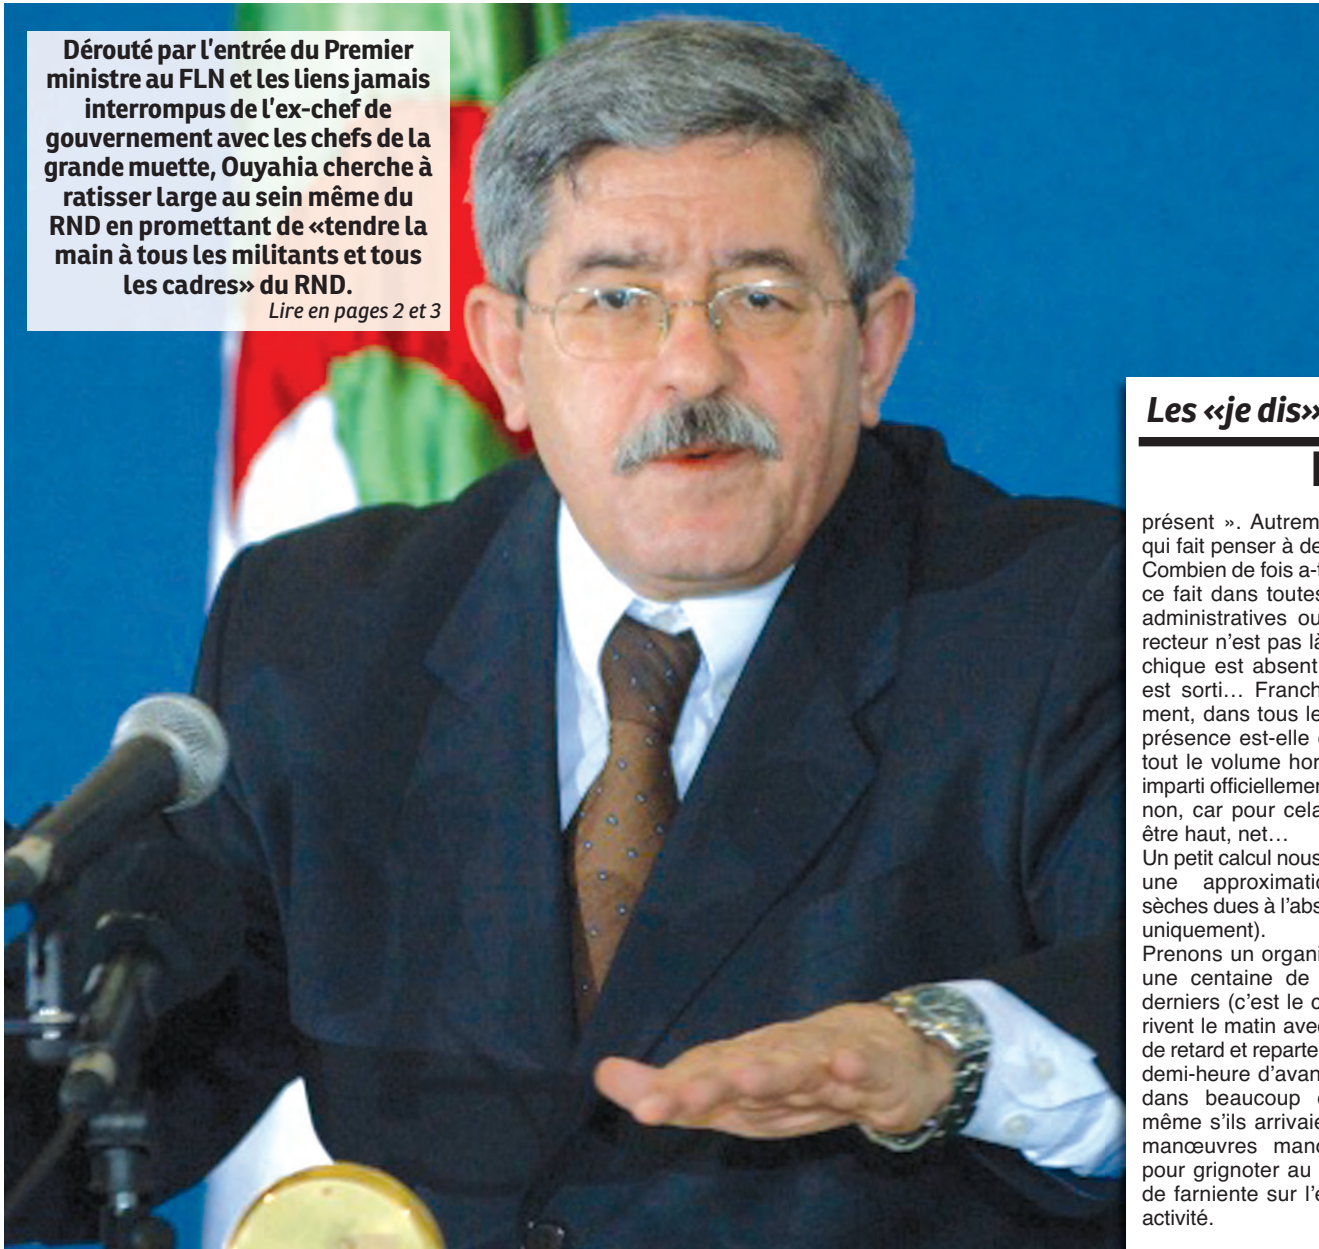 Dérouté par l'entrée du Premier
ministre au FLN et les liens jamais
interrompus de l'ex-chef de
gouvernement avec les chefs de la
grande muette, Ouyahia cherche à
ratisser large au sein même du
RND en promettant de «tendre la
main à tous les militants et tous
les cadres» du RND.
Lire en pages 2 et 3
Les «je dis»
présent ». Autrem
qui fait penser à de
Combien de fois a-t
ce fait dans toutes
administratives ou
recteur n'est pas là
chique est absent
est sorti… Franch
ment, dans tous le
présence est-elle
tout le volume hor
imparti officiellemen
non, car pour cela
être haut, net…
Un petit calcul nous
une approximatio
sèches dues à l'abs
uniquement).
Prenons un organi
une centaine de
derniers (c'est le c
rivent le matin avec
de retard et reparte
demi-heure d'avan
dans beaucoup
même s'ils arrivaie
manœuvres mano
pour grignoter au
de farniente sur l'e
activité.